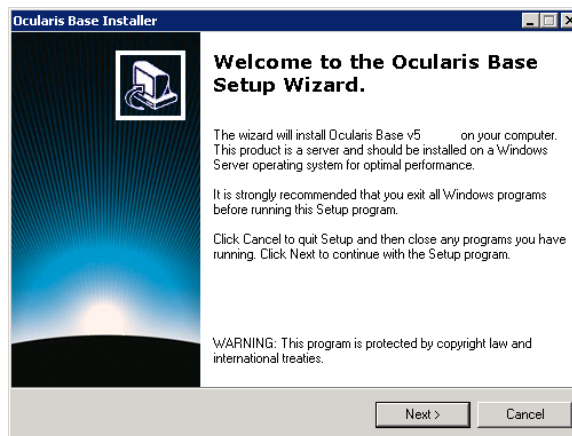 Ocularis Base Installer
Welcome to the Ocularis Base
Setup Wizard.
The wizard will install Ocularis Base v5 on your computer.
This product is a server and should be installed on a Windows
Server operating system for optimal performance.
It is strongly recommended that you exit all Windows programs
before running this Setup program.
Click Cancel to quit Setup and then close any programs you have
running. Click Next to continue with the Setup program.
WARNING: This program is protected by copyright law and
international treaties.
Next >
Cancel